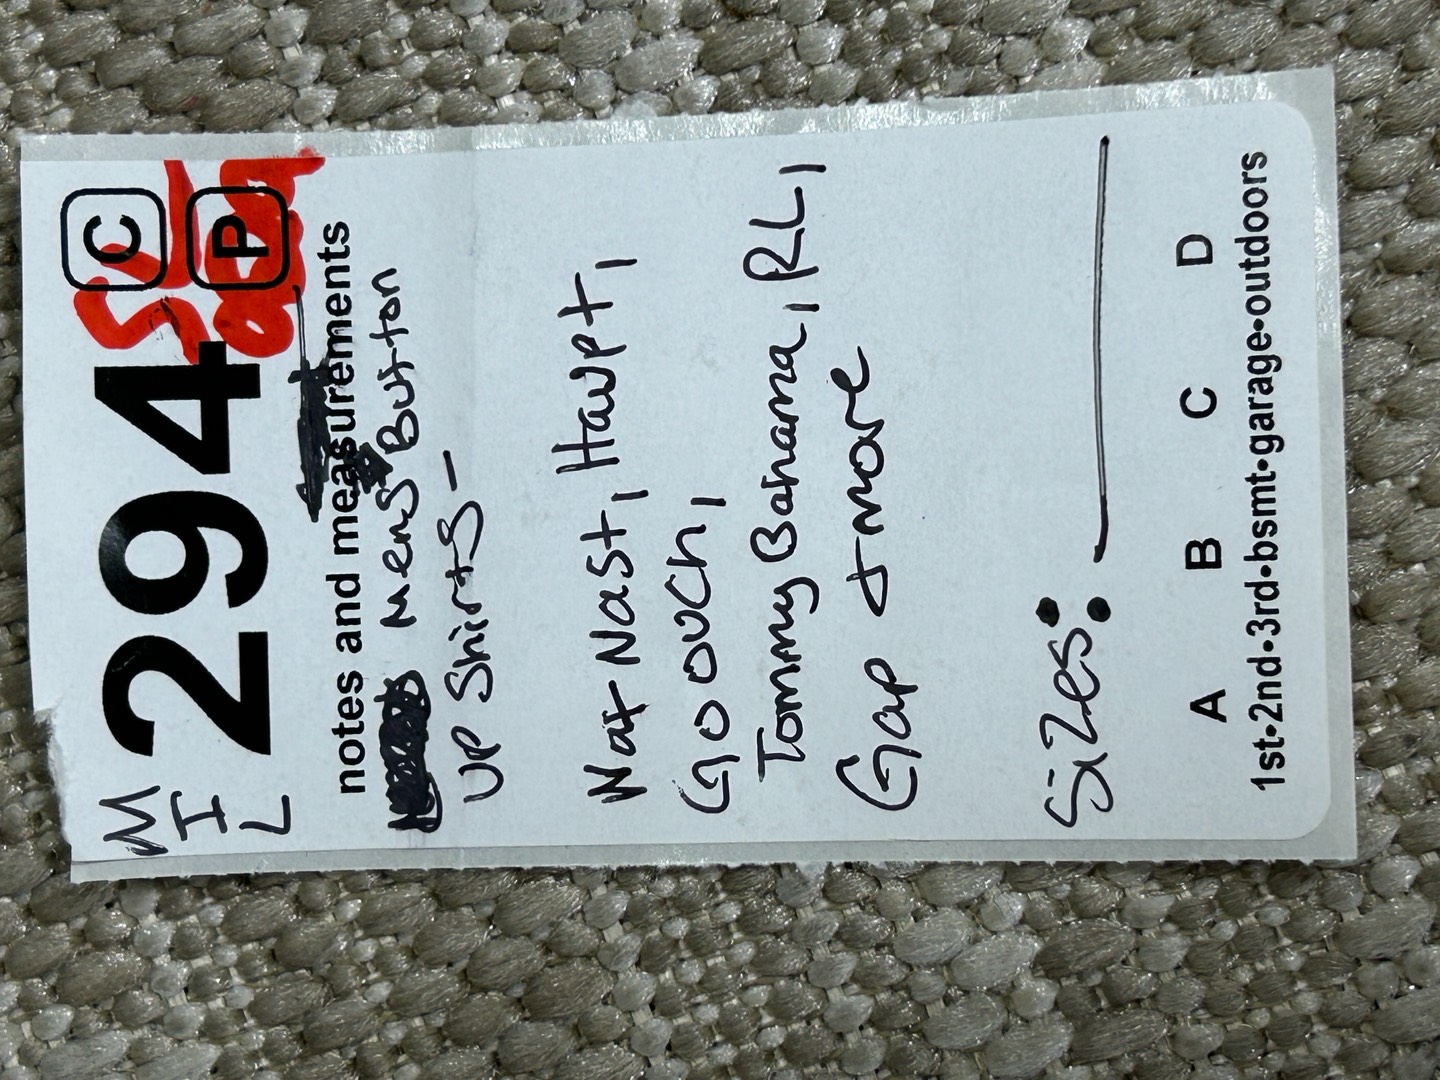 M
I
L
294
C
P
notes and measurements
Mens Button
UP Shirts -
Nat Nast, Haupt,
Goouch,
Tommy Bahama, RL,
Gap + more
Sizes:
A B C D
1st•2nd•3rd•bsmt•garage•outdoors